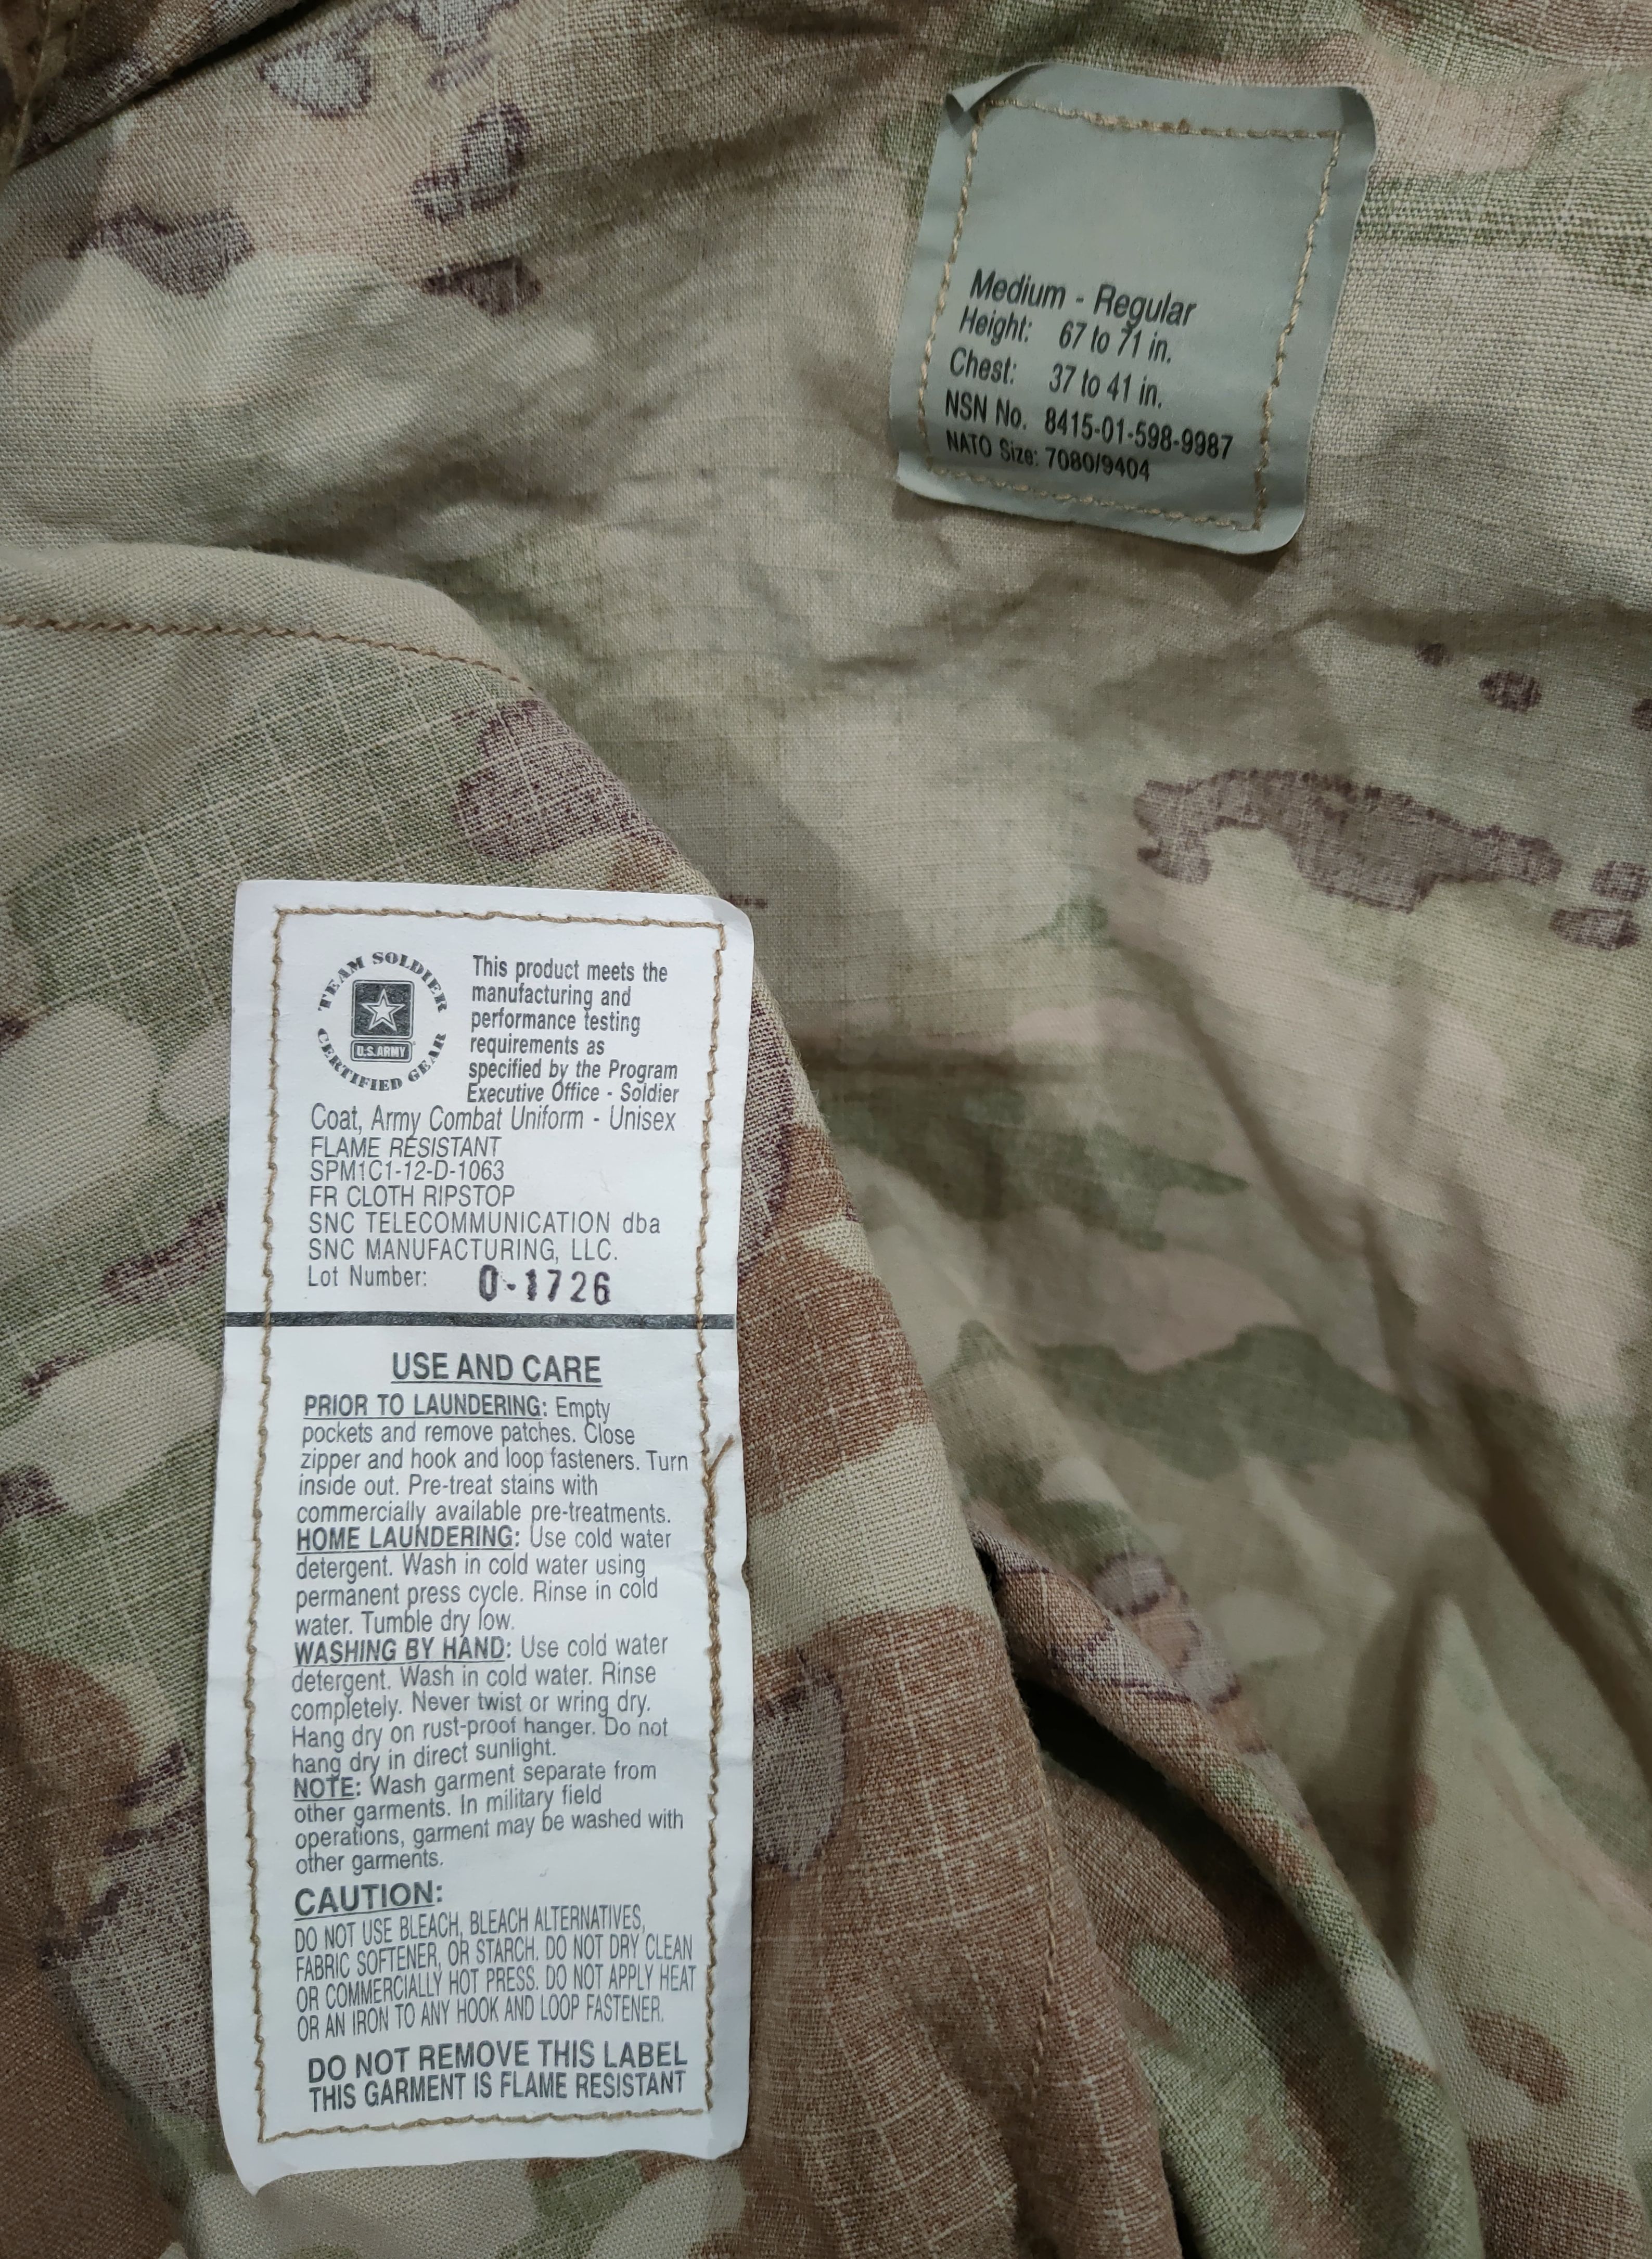 Medium - Regular
Height: 67 to 71 in.
Chest: 37 to 41 in.
NSN No. 8415-01-598-9987
NATO Size: 7080/9404
TEAM SOLDIER
U.S.ARMY
CERTIFIED GEAR
This product meets the
manufacturing and
performance testing
requirements as
specified by the Program
Executive Office - Soldier
Coat, Army Combat Uniform - Unisex
FLAME RESISTANT
SPM1C1-12-D-1063
FR CLOTH RIPSTOP
SNC TELECOMMUNICATION dba
SNC MANUFACTURING, LLC.
Lot Number: 0-1726
USE AND CARE
PRIOR TO LAUNDERING: Empty
pockets and remove patches. Close
zipper and hook and loop fasteners. Turn
inside out. Pre-treat stains with
commercially available pre-treatments.
HOME LAUNDERING: Use cold water
detergent. Wash in cold water using
permanent press cycle. Rinse in cold
water. Tumble dry low.
WASHING BY HAND: Use cold water
detergent. Wash in cold water. Rinse
completely. Never twist or wring dry.
Hang dry on rust-proof hanger. Do not
hang dry in direct sunlight.
NOTE: Wash garment separate from
other garments. In military field
operations, garment may be washed with
other garments.
CAUTION:
DO NOT USE BLEACH, BLEACH ALTERNATIVES,
FABRIC SOFTENER, OR STARCH. DO NOT DRY CLEAN
OR COMMERCIALLY HOT PRESS. DO NOT APPLY HEAT
OR AN IRON TO ANY HOOK AND LOOP FASTENER.
DO NOT REMOVE THIS LABEL
THIS GARMENT IS FLAME RESISTANT